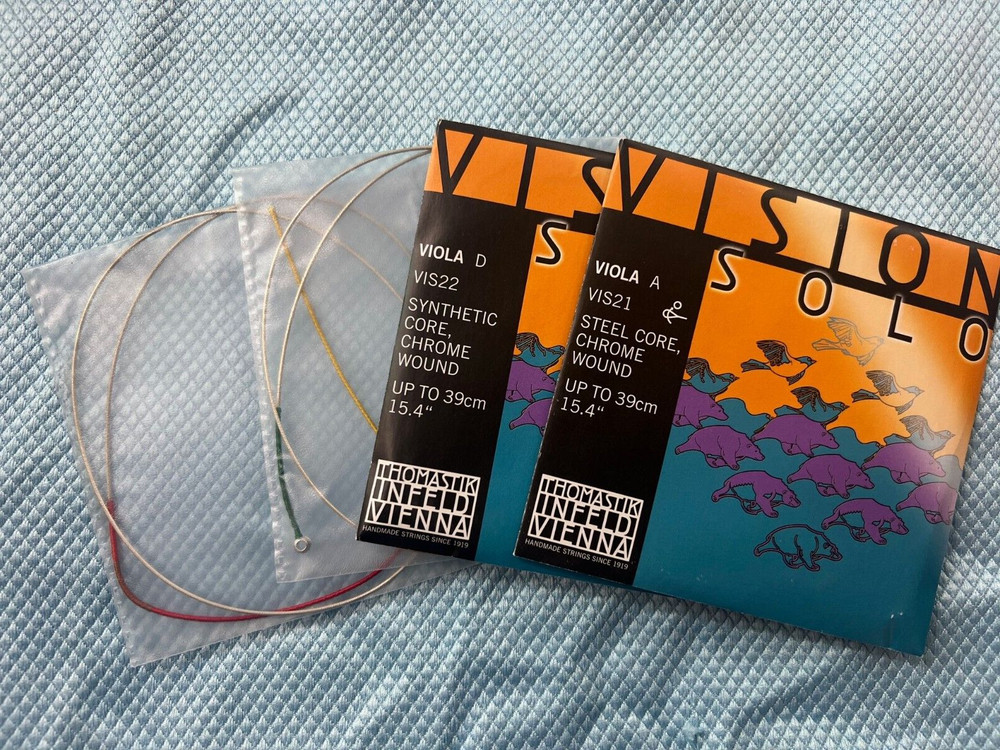 VIS
S
VIOLA D
VIS22
SYNTHETIC
CORE,
CHROME
WOUND
UP TO 39cm
15.4“
THOMASTIK
INFELD
VIENNA
HANDMADE STRINGS SINCE 1919
VISION
SOLO
VIOLA A
VIS21
STEEL CORE,
CHROME
WOUND
UP TO 39cm
15.4“
THOMASTIK
INFELD
VIENNA
HANDMADE STRINGS SINCE 1919